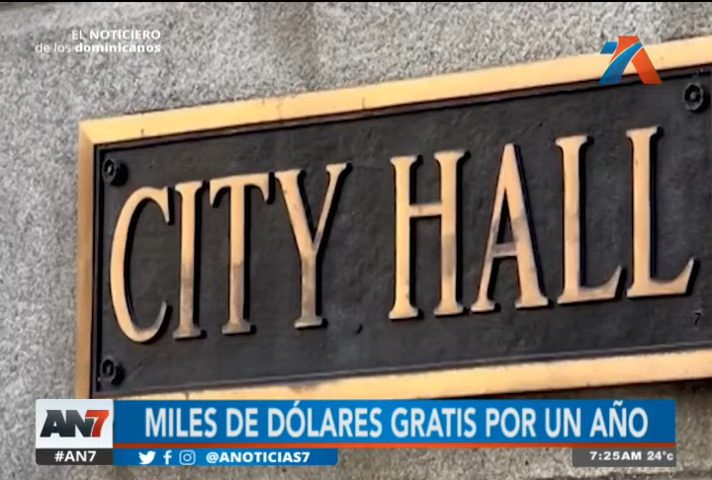 EL NOTICIERO
de los dominicanos
CITY HALL
AN7
MILES DE DÓLARES GRATIS POR UN AÑO
#AN7
@ANOTICIAS7
7:25AM 24°c